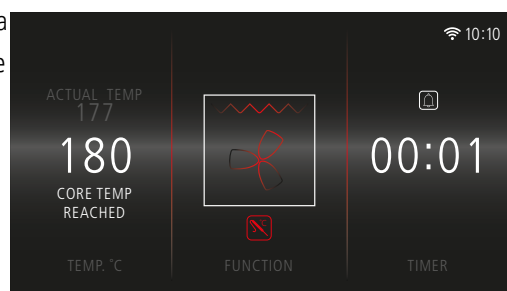 a
e
10:10
ACTUAL TEMP
177
180
CORE TEMP
REACHED
TEMP. °C
°C
FUNCTION
00:01
TIMER